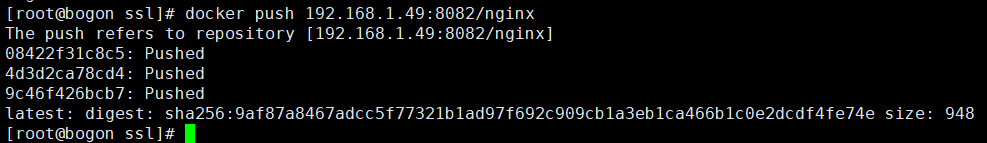 [root@bogon ssl]# docker push 192.168.1.49:8082/nginx
The push refers to repository [192.168.1.49:8082/nginx]
08422f31c8c5: Pushed
4d3d2ca78cd4: Pushed
9c46f426bcb7: Pushed
latest: digest: sha256:9af87a8467adcc5f77321b1ad97f692c909cb1a3eb1ca466b1c0e2dcdf4fe74e size: 948
[root@bogon ssl]#